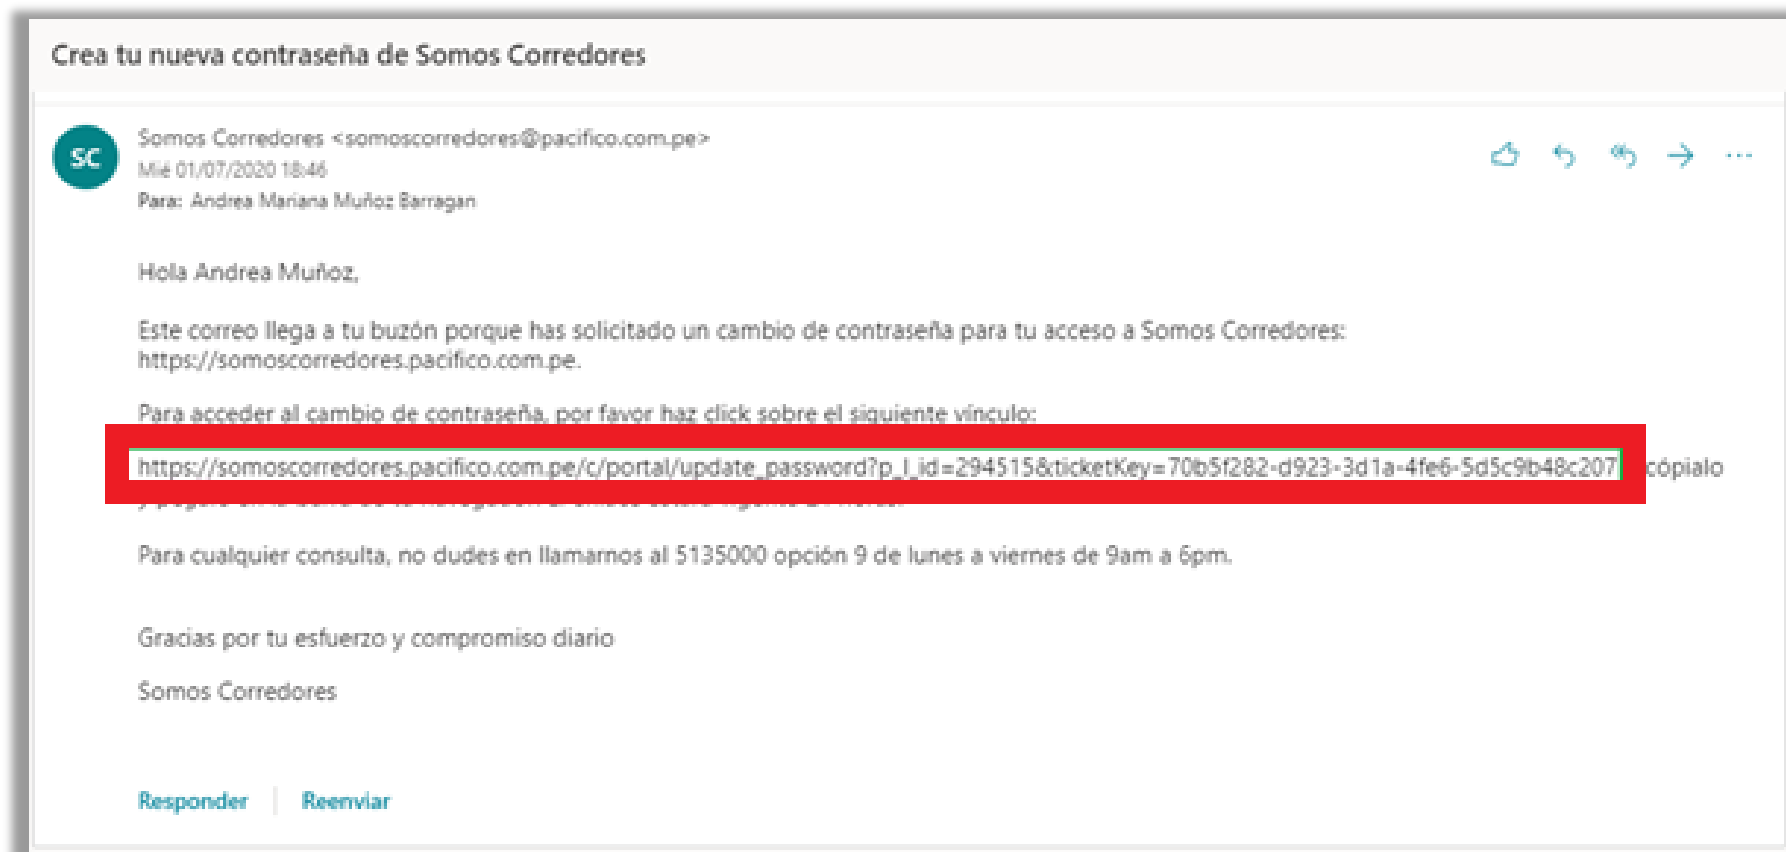 Crea tu nueva contraseña de Somos Corredores
SC
Somos Corredores <somoscorredores@pacifico.com.pe>
Mié 01/07/2020 18:46
Para: Andrea Mariana Muñoz Barragan
Hola Andrea Muñoz,
Este correo llega a tu buzón porque has solicitado un cambio de contraseña para tu acceso a Somos Corredores:
https://somoscorredores.pacifico.com.pe.
Para acceder al cambio de contraseña, por favor haz click sobre el siguiente vínculo:
https://somoscorredores.pacifico.com.pe/c/portal/update_password?p_l_id=294515&ticketKey=70b5f282-d923-3d1a-4fe6-5d5c9b48c207 cópialo
Para cualquier consulta, no dudes en llamarnos al 5135000 opción 9 de lunes a viernes de 9am a 6pm.
Gracias por tu esfuerzo y compromiso diario
Somos Corredores
Responder Reenviar